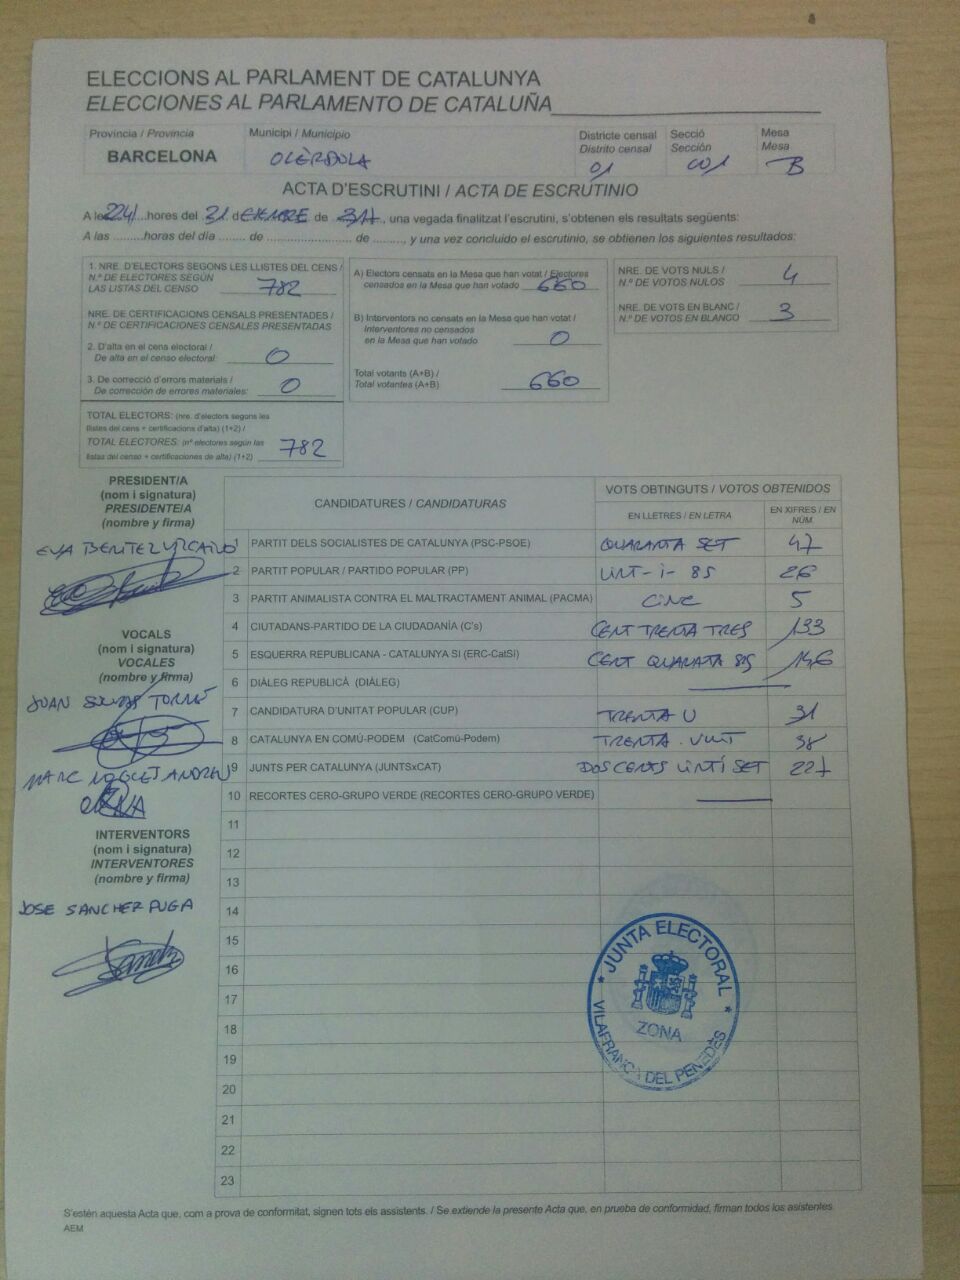 ELECCIONS AL PARLAMENT DE CATALUNYA
ELECCIONES AL PARLAMENTO DE CATALUÑA
Provincia / Provincia
BARCELONA
Municipi / Municipio
OLÈRDOLA
Districte censal
Distrito censal
01
Secció
Sección
001
Mesa
Mesa
B
ACTA D'ESCRUTINI / ACTA DE ESCRUTINIO
A les hores del de , una vegada finalitzat l'escrutini, s'obtenen els resultats següents:
A las .........horas del día ........ de ......................... de .........., y una vez concluido el escrutinio, se obtienen los siguientes resultados:
1. NRE. D'ELECTORS SEGONS LES LLISTES DEL CENS /
N.º DE ELECTORES SEGÚN
LAS LISTAS DEL CENSO 782
NRE. DE CERTIFICACIONS CENSALS PRESENTADES /
N.º DE CERTIFICACIONES CENSALES PRESENTADAS
2. D'alta en el cens electoral /
De alta en el censo electoral: 0
3. De correcció d'errors materials /
De corrección de errores materiales: 0
TOTAL ELECTORS: (nre. d'electors segons les
llistes del cens + certificacions d'alta) (1+2) /
TOTAL ELECTORES: (nº electores según las
listas del censo + certificaciones de alta) (1+2) 782
A) Electors censats en la Mesa que han votat / Electores
censados en la Mesa que han votado 660
B) Interventors no censats en la Mesa que han votat /
Interventores no censados
en la Mesa que han votado 0
Total votants (A+B) /
Total votantes (A+B) 660
NRE. DE VOTS NULS /
N.º DE VOTOS NULOS 4
NRE. DE VOTS EN BLANC /
N.º DE VOTOS EN BLANCO 3
PRESIDENT/A
(nom i signatura)
PRESIDENTE/A
(nombre y firma)
EVA BENITEZ
VOCALS
(nom i signatura)
VOCALES
(nombre y firma)
JUAN
MARC
INTERVENTORS
(nom i signatura)
INTERVENTORES
(nombre y firma)
JOSE SANCHEZ PUGA
CANDIDATURES / CANDIDATURAS
VOTS OBTINGUTS / VOTOS OBTENIDOS
EN LLETRES / EN LETRA
EN XIFRES / EN NÚM.
PARTIT DELS SOCIALISTES DE CATALUNYA (PSC-PSOE) QUARANTA SET 47
2 PARTIT POPULAR / PARTIDO POPULAR (PP) VINT-I-SIS 26
3 PARTIT ANIMALISTA CONTRA EL MALTRACTAMENT ANIMAL (PACMA) CINC 5
4 CIUTADANS-PARTIDO DE LA CIUDADANÍA (C's) CENT TRENTA TRES 133
5 ESQUERRA REPUBLICANA - CATALUNYA SÍ (ERC-CatSí) CENT QUARANTA SIS 146
6 DIÀLEG REPUBLICÀ (DIÀLEG)
7 CANDIDATURA D'UNITAT POPULAR (CUP) TRENTA U 31
8 CATALUNYA EN COMÚ-PODEM (CatComú-Podem) TRENTA VUIT 38
9 JUNTS PER CATALUNYA (JUNTSxCAT) DOSCENTS VINTI SET 227
10 RECORTES CERO-GRUPO VERDE (RECORTES CERO-GRUPO VERDE)
11
12
13
14
15
16
17
18
19
20
21
22
23
JUNTA ELECTORAL
ZONA
VILAFRANCA DEL PENEDÈS
S'estén aquesta Acta que, com a prova de conformitat, signen tots els assistents. / Se extiende la presente Acta que, en prueba de conformidad, firman todos los asistentes.
AEM